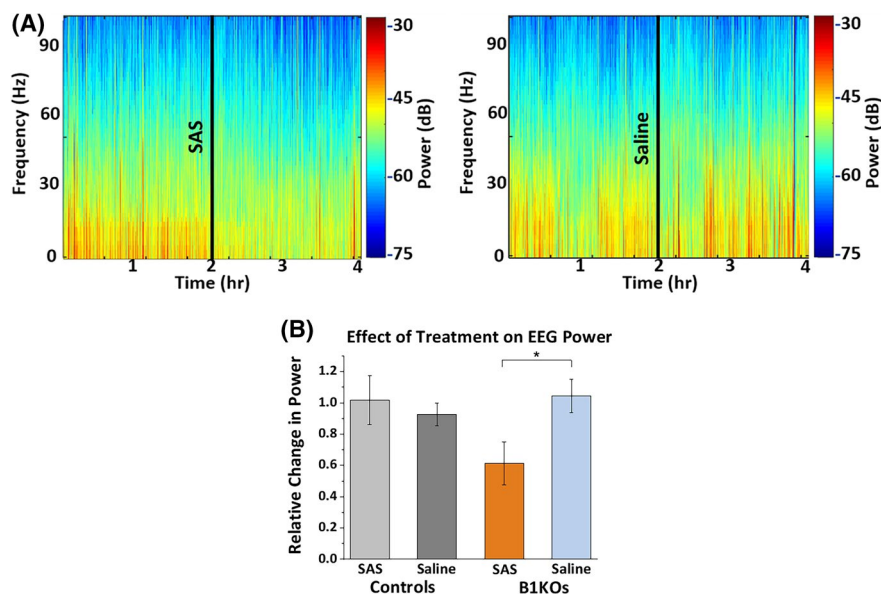 (A)
Frequency (Hz)
90
60
30
0
SAS
1
2
3
4
Time (hr)
-30
-45
-60
-75
Power (dB)
Frequency (Hz)
90
60
30
0
Saline
1
2
3
4
Time (hr)
-30
-45
-60
-75
Power (dB)
(B)
Effect of Treatment on EEG Power
*
Relative Change in Power
1.2
1.0
0.8
0.6
0.4
0.2
0.0
SAS Saline SAS Saline
Controls B1KOs